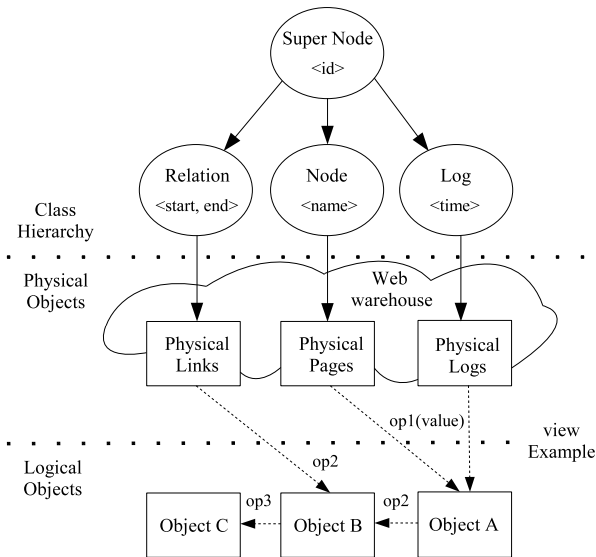 Super Node
<id>
Relation
<start, end>
Node
<name>
Log
<time>
Class
Hierarchy
Physical
Objects
Web
warehouse
Physical
Links
Physical
Pages
Physical
Logs
op1(value)
view
Example
op2
Logical
Objects
op3
op2
Object C
Object B
Object A